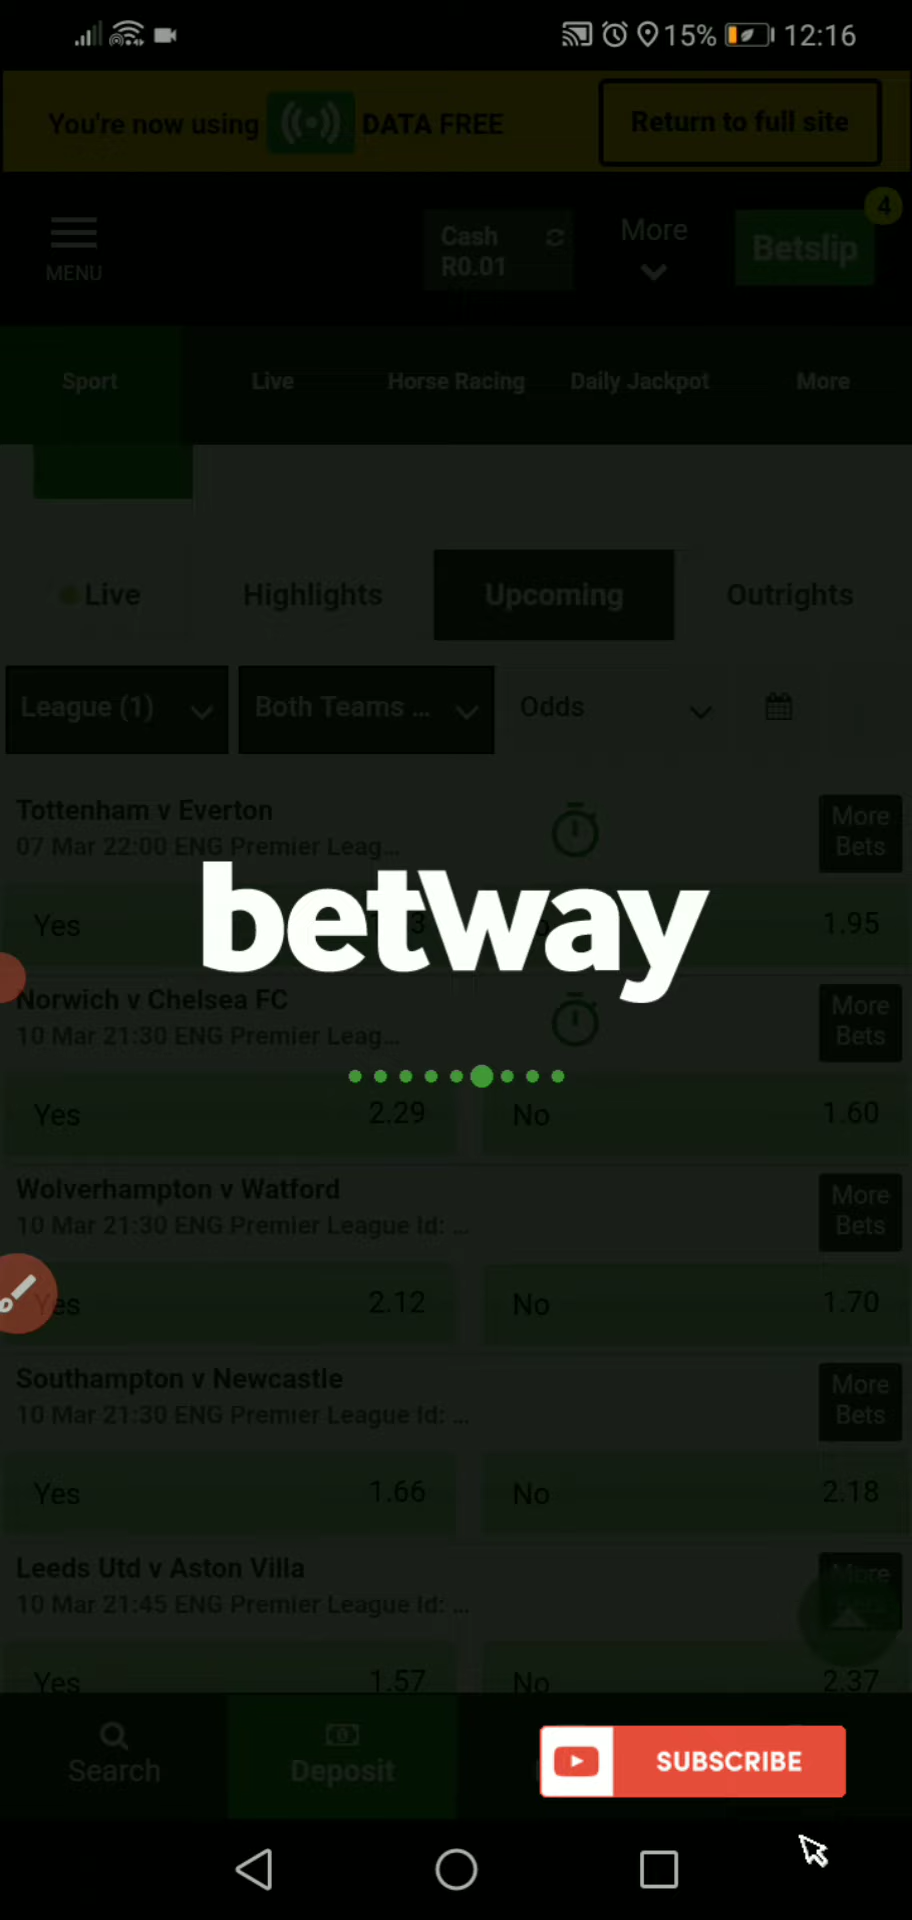 15% 12:16
You're now using DATA FREE
Return to full site
4
MENU
Cash
R0.01
More
Betslip
Sport Live Horse Racing Daily Jackpot More
Live Highlights Upcoming Outrights
League (1) Both Teams ... Odds
Tottenham v Everton
07 Mar 22:00 ENG Premier Leag...
More
Bets
Yes 1.95
betway
Norwich v Chelsea FC
10 Mar 21:30 ENG Premier Leag...
More
Bets
Yes 2.29 No 1.60
Wolverhampton v Watford
10 Mar 21:30 ENG Premier League Id: ...
More
Bets
Yes 2.12 No 1.70
Southampton v Newcastle
10 Mar 21:30 ENG Premier League Id: ...
More
Bets
Yes 1.66 No 2.18
Leeds Utd v Aston Villa
10 Mar 21:45 ENG Premier League Id: ...
More
Yes 1.57 No 2.37
Search Deposit
SUBSCRIBE